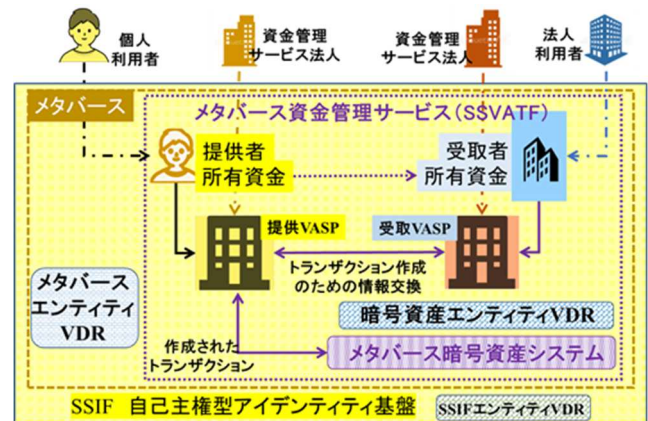 個人
利用者
資金管理
サービス法人
資金管理
サービス法人
法人
利用者
メタバース
メタバース資金管理サービス(SSVATF)
提供者
所有資金
受取者
所有資金
提供VASP
受取VASP
トランザクション作成
のための情報交換
メタバース
エンティティ
VDR
暗号資産エンティティVDR
作成された
トランザクション
メタバース暗号資産システム
SSIF 自己主権型アイデンティティ基盤
SSIFエンティティVDR